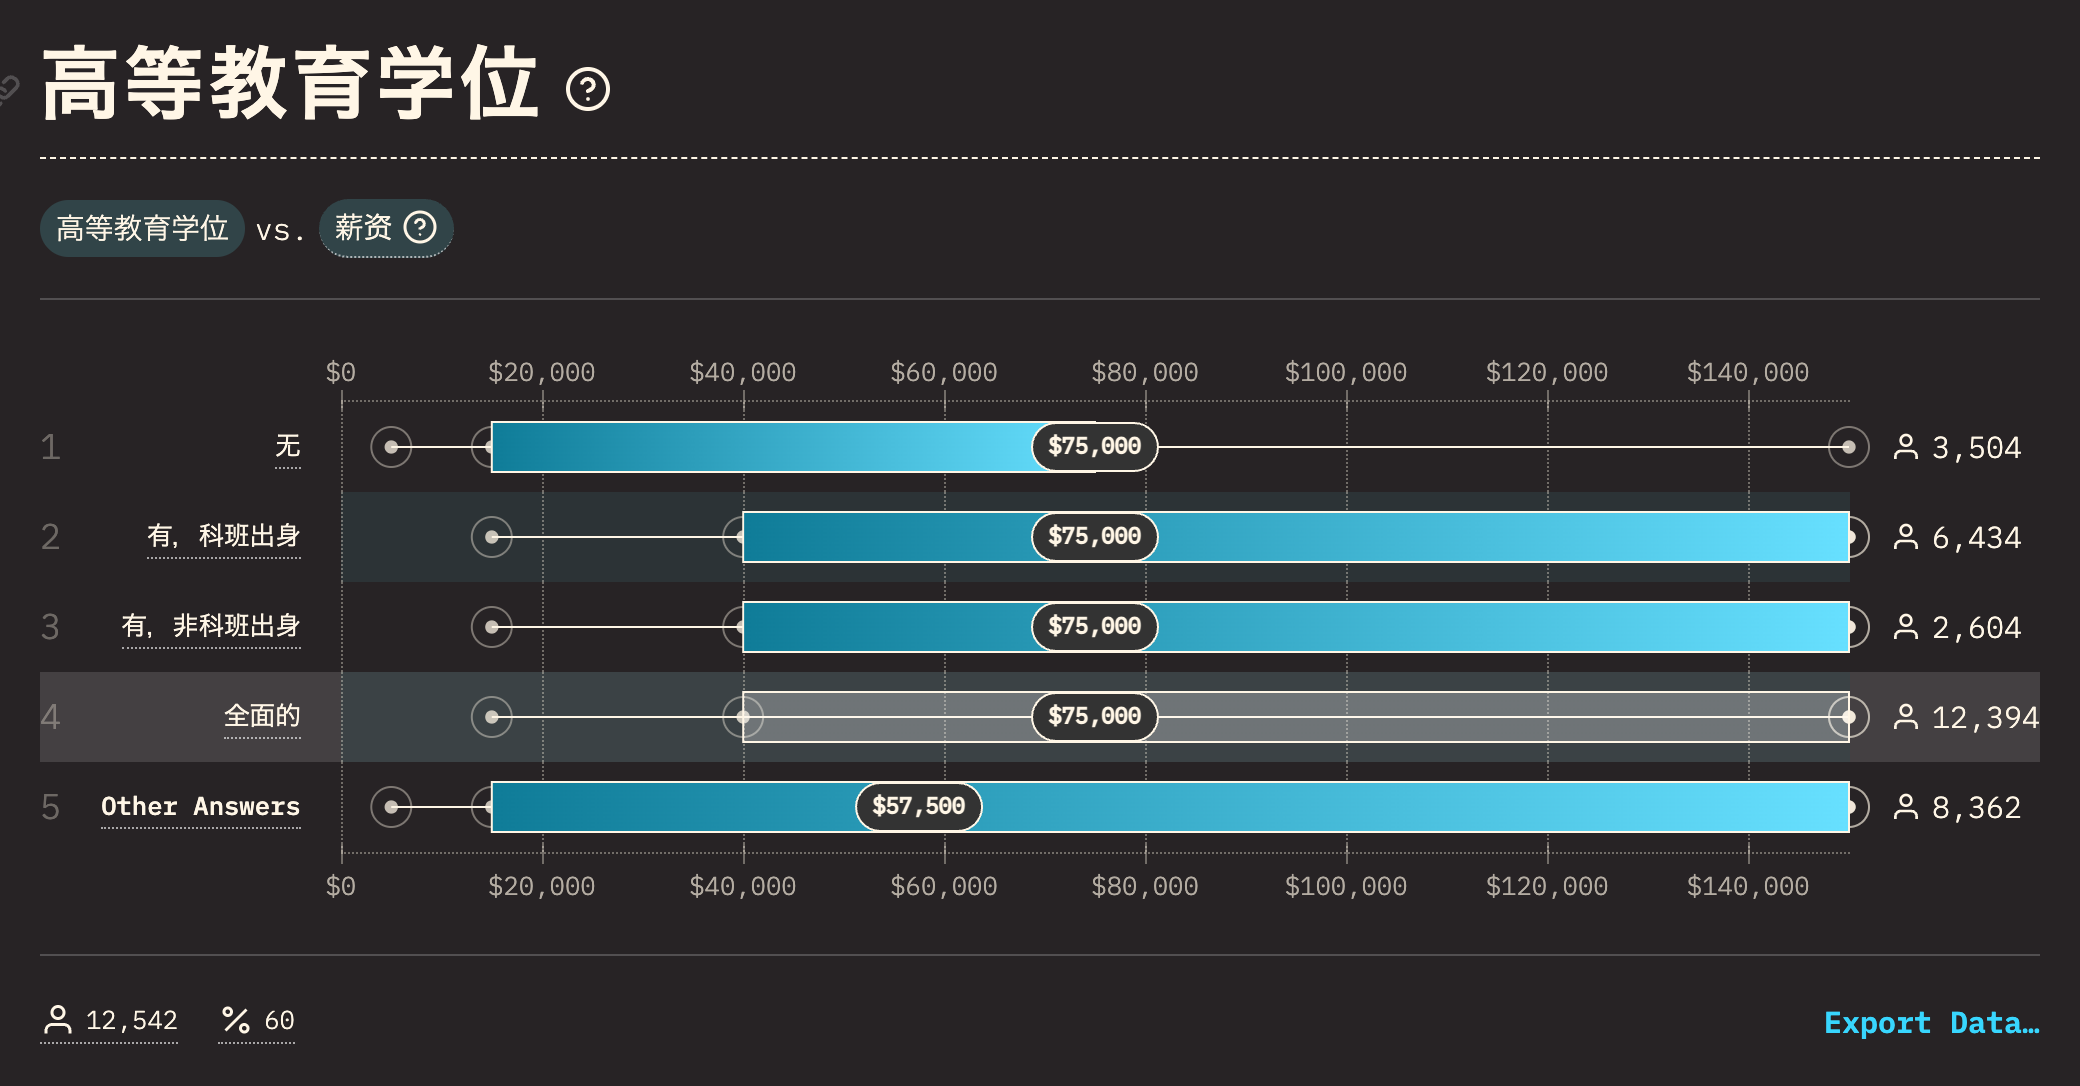 高等教育学位
高等教育学位 vs. 薪资
$0 $20,000 $40,000 $60,000 $80,000 $100,000 $120,000 $140,000
1 无 $75,000 3,504
2 有，科班出身 $75,000 6,434
3 有，非科班出身 $75,000 2,604
4 全面的 $75,000 12,394
5 Other Answers $57,500 8,362
$0 $20,000 $40,000 $60,000 $80,000 $100,000 $120,000 $140,000
12,542 % 60 Export Data…